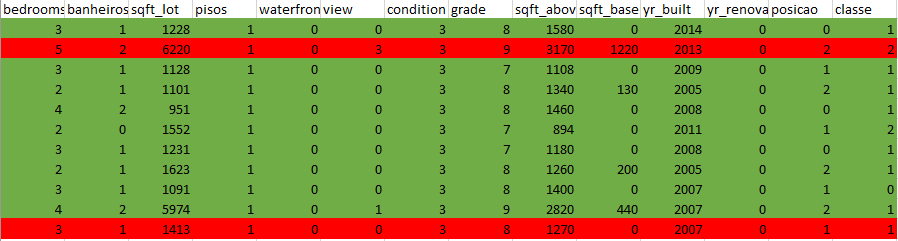 bedrooms banheiros sqft_lot pisos waterfron view condition grade sqft_abov sqft_base yr_built yr_renova posicao classe
3 1 1228 1 0 0 3 8 1580 0 2014 0 0 1
5 2 6220 1 0 3 3 9 3170 1220 2013 0 2 2
3 1 1128 1 0 0 3 7 1108 0 2009 0 1 1
2 1 1101 1 0 0 3 8 1340 130 2005 0 2 1
4 2 951 1 0 0 3 8 1460 0 2008 0 0 1
2 0 1552 1 0 0 3 7 894 0 2011 0 1 2
3 1 1231 1 0 0 3 7 1180 0 2008 0 0 1
2 1 1623 1 0 0 3 8 1260 200 2005 0 2 1
3 1 1091 1 0 0 3 8 1400 0 2007 0 1 0
4 2 5974 1 0 1 3 9 2820 440 2007 0 2 1
3 1 1413 1 0 0 3 8 1270 0 2007 0 1 1